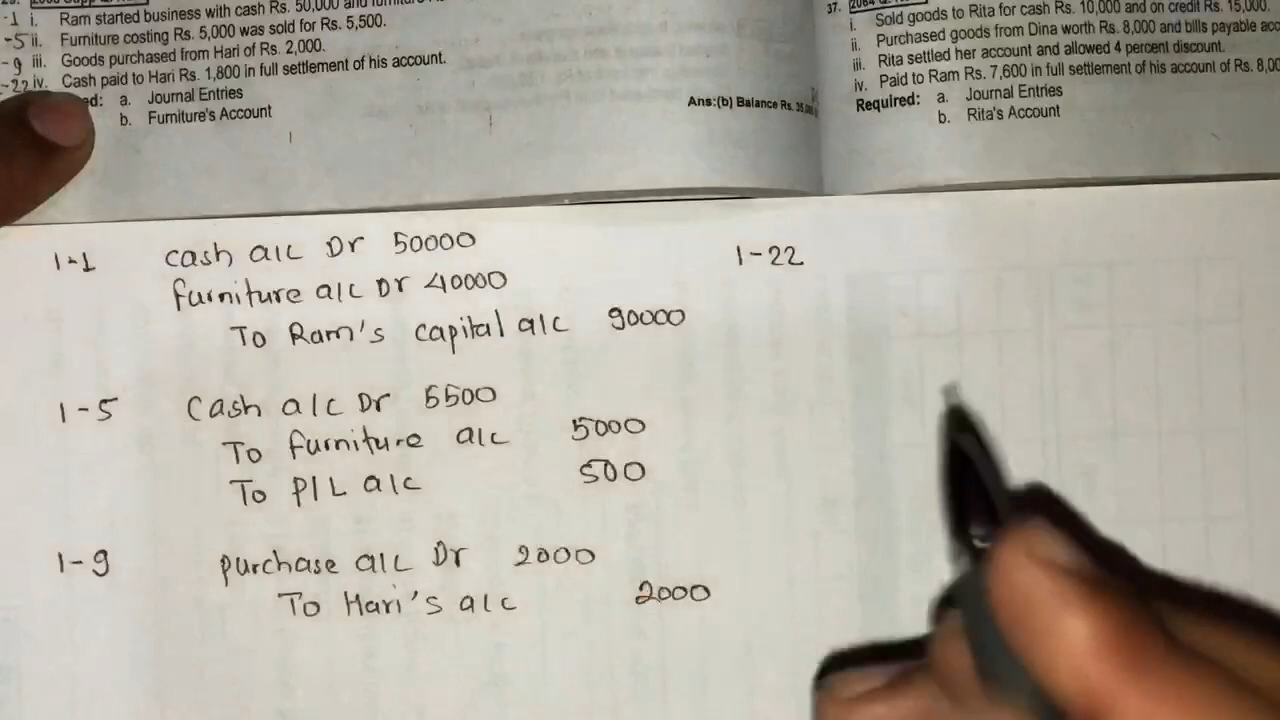 -1 i. Ram started business with cash Rs. 50,000 and furniture
-5 ii. Furniture costing Rs. 5,000 was sold for Rs. 5,500.
-9 iii. Goods purchased from Hari of Rs. 2,000.
-22 iv. Cash paid to Hari Rs. 1,800 in full settlement of his account.
ed: a. Journal Entries
b. Furniture's Account
Ans:(b) Balance Rs. 35,
37.
i. Sold goods to Rita for cash Rs. 10,000 and on credit Rs. 15,000.
ii. Purchased goods from Dina worth Rs. 8,000 and bills payable acc
iii. Rita settled her account and allowed 4 percent discount.
iv. Paid to Ram Rs. 7,600 in full settlement of his account of Rs. 8,00
Required: a. Journal Entries
b. Rita's Account
1-1 cash a/c Dr 50000
furniture a/c Dr 40000
To Ram's capital a/c 90000
1-5 Cash a/c Dr 5500
To furniture a/c 5000
To P/L a/c 500
1-9 purchase a/c Dr 2000
To Hari's a/c 2000
1-22